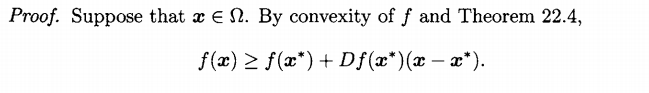 Proof. Suppose that x ∈ Ω. By convexity of f and Theorem 22.4,
f(x) ≥ f(x*) + Df(x*)(x − x*).